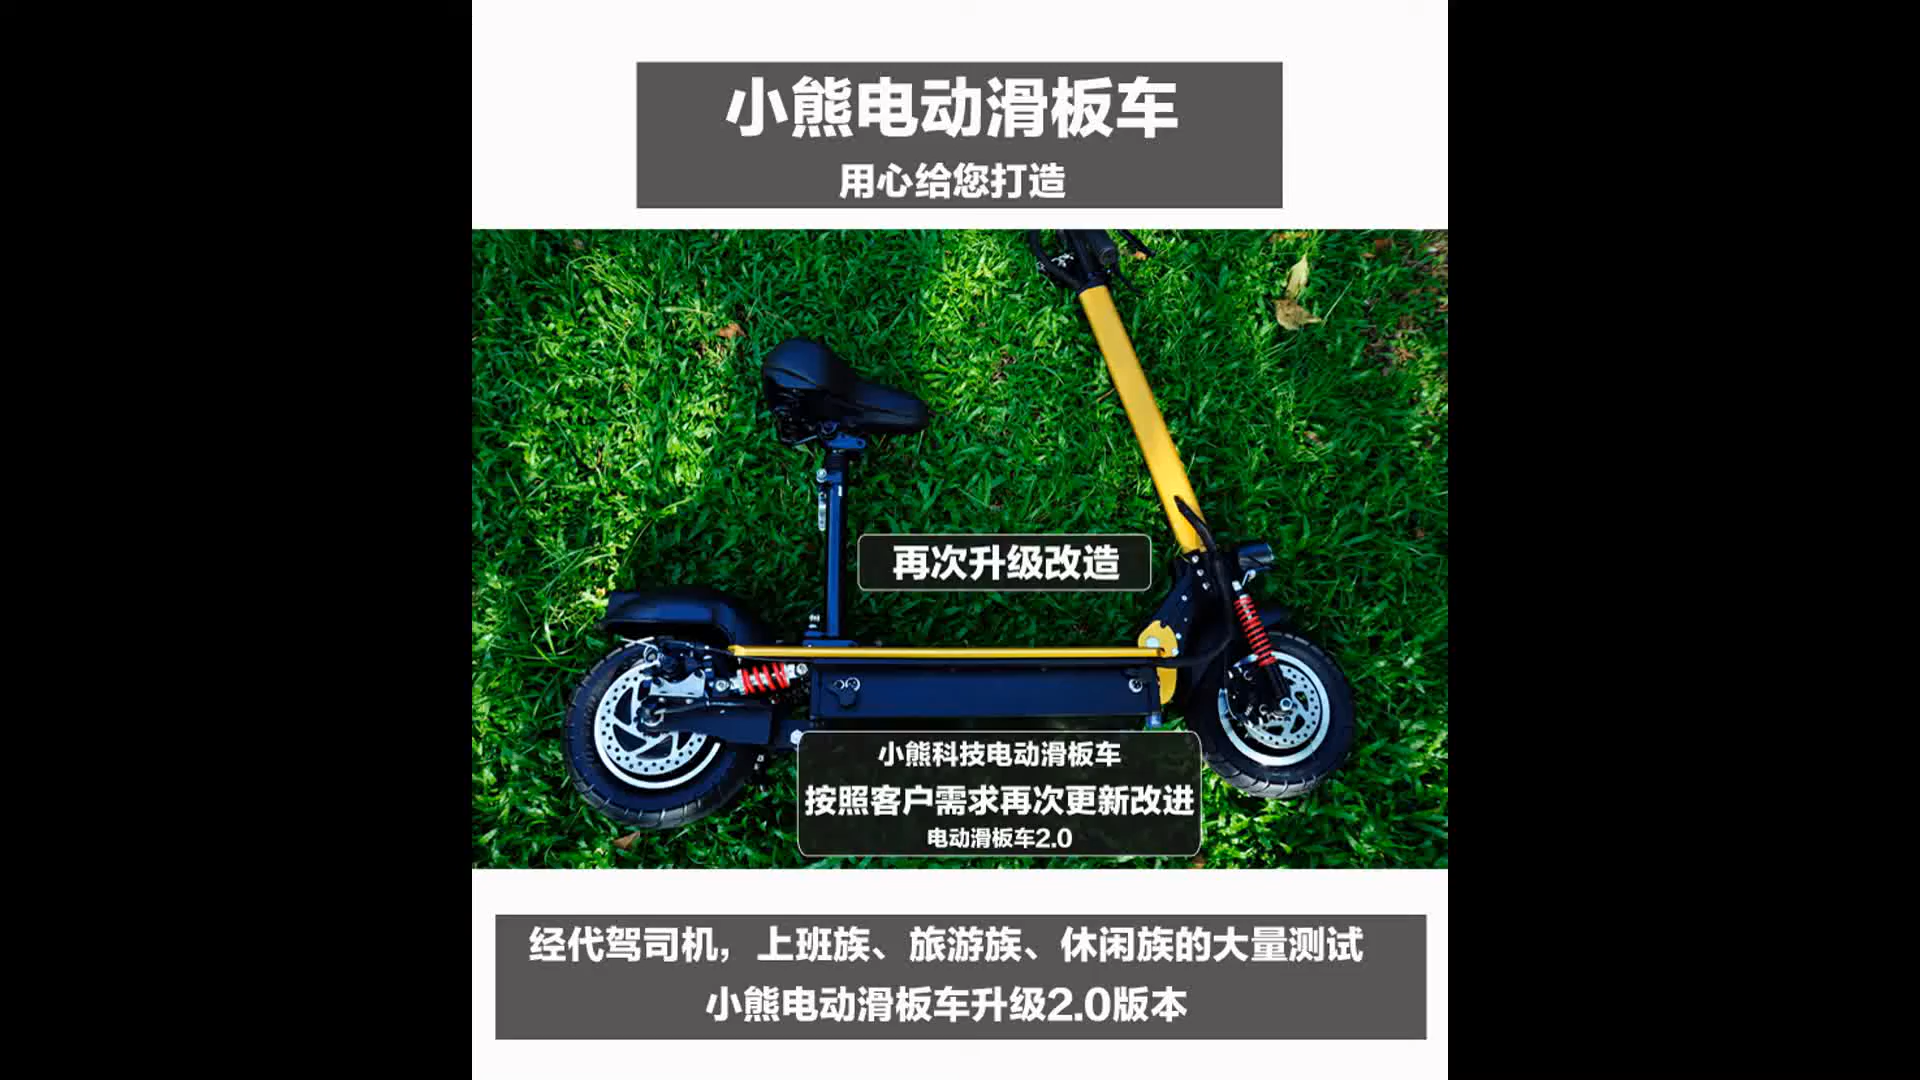 小熊电动滑板车
用心给您打造
再次升级改造
小熊科技电动滑板车
按照客户需求再次更新改进
电动滑板车2.0
经代驾司机，上班族、旅游族、休闲族的大量测试
小熊电动滑板车升级2.0版本